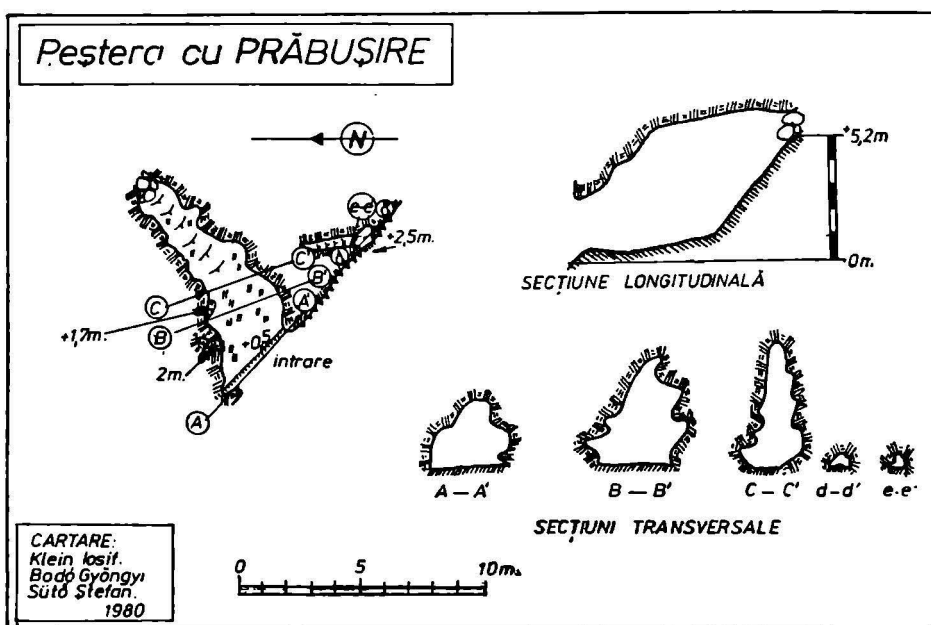 Peștera cu PRĂBUȘIRE
N
+5,2m
0m.
SECȚIUNE LONGITUDINALĂ
e-e'
+2,5m.
C'
B'
A'
C
B
+1,7m.
+0,5
intrare
2m.
A
A — A'
B — B'
C — C'
d-d'
e-e'
SECȚIUNI TRANSVERSALE
CARTARE:
Klein Iosif.
Bodó Gyöngyi
Sütő Ștefan.
1980
0 5 10m.